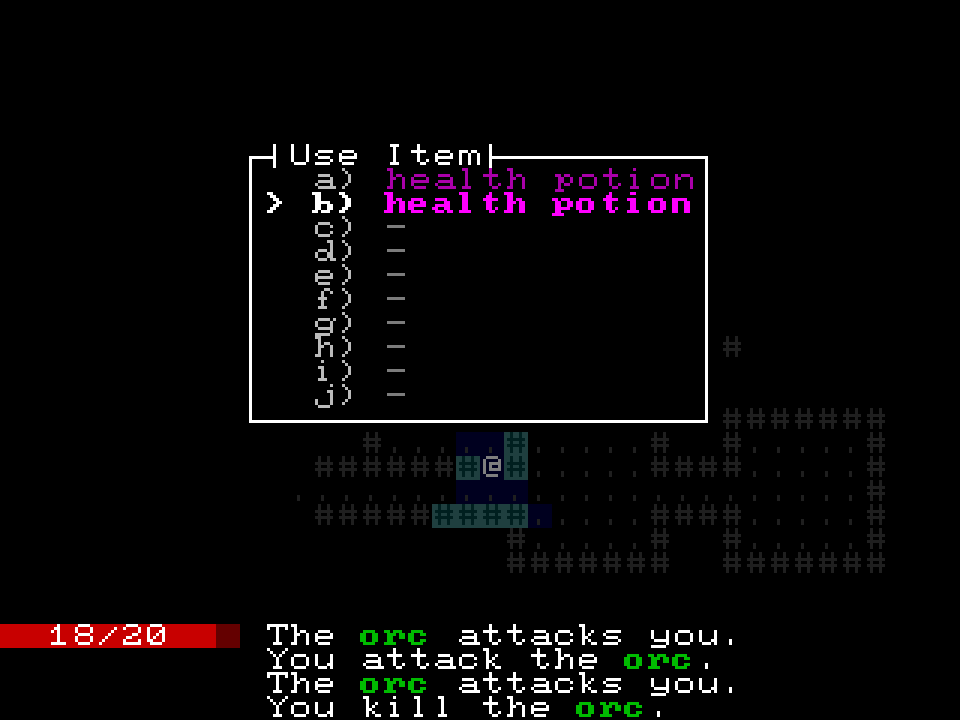 Use Item
a) health potion
> b) health potion
c) -
d) -
e) -
f) -
g) -
h) -
i) -
j) -
#
#######
#.....# #.....#
#######@#.....####.....#
........................#
###########.....####.....#
#.....# #.....#
####### #######
18/20
The orc attacks you.
You attack the orc.
The orc attacks you.
You kill the orc.